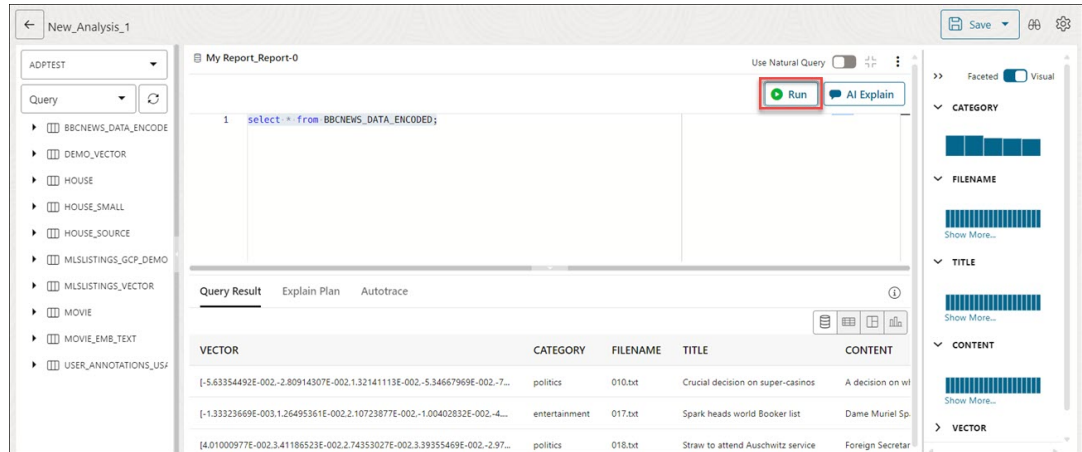 New_Analysis_1
Save
ADPTEST
Query
BBCNEWS_DATA_ENCODE
DEMO_VECTOR
HOUSE
HOUSE_SMALL
HOUSE_SOURCE
MLSLISTINGS_GCP_DEMO
MLSLISTINGS_VECTOR
MOVIE
MOVIE_EMB_TEXT
USER_ANNOTATIONS_USA
My Report_Report-0
Use Natural Query
Run
AI Explain
1 select * from BBCNEWS_DATA_ENCODED;
Query Result Explain Plan Autotrace
VECTOR CATEGORY FILENAME TITLE CONTENT
[-5.63354492E-002,-2.80914307E-002,1.32141113E-002,-5.34667969E-002,-7... politics 010.txt Crucial decision on super-casinos A decision on wh
[-1.33323669E-003,1.26495361E-002,2.10723877E-002,-1.00402832E-002,-4.... entertainment 017.txt Spark heads world Booker list Dame Muriel Sp
[4.01000977E-002,3.41186523E-002,2.74353027E-002,3.39355469E-002,-2.97... politics 018.txt Straw to attend Auschwitz service Foreign Secretar
>> Faceted Visual
CATEGORY
FILENAME
Show More...
TITLE
Show More...
CONTENT
Show More...
VECTOR